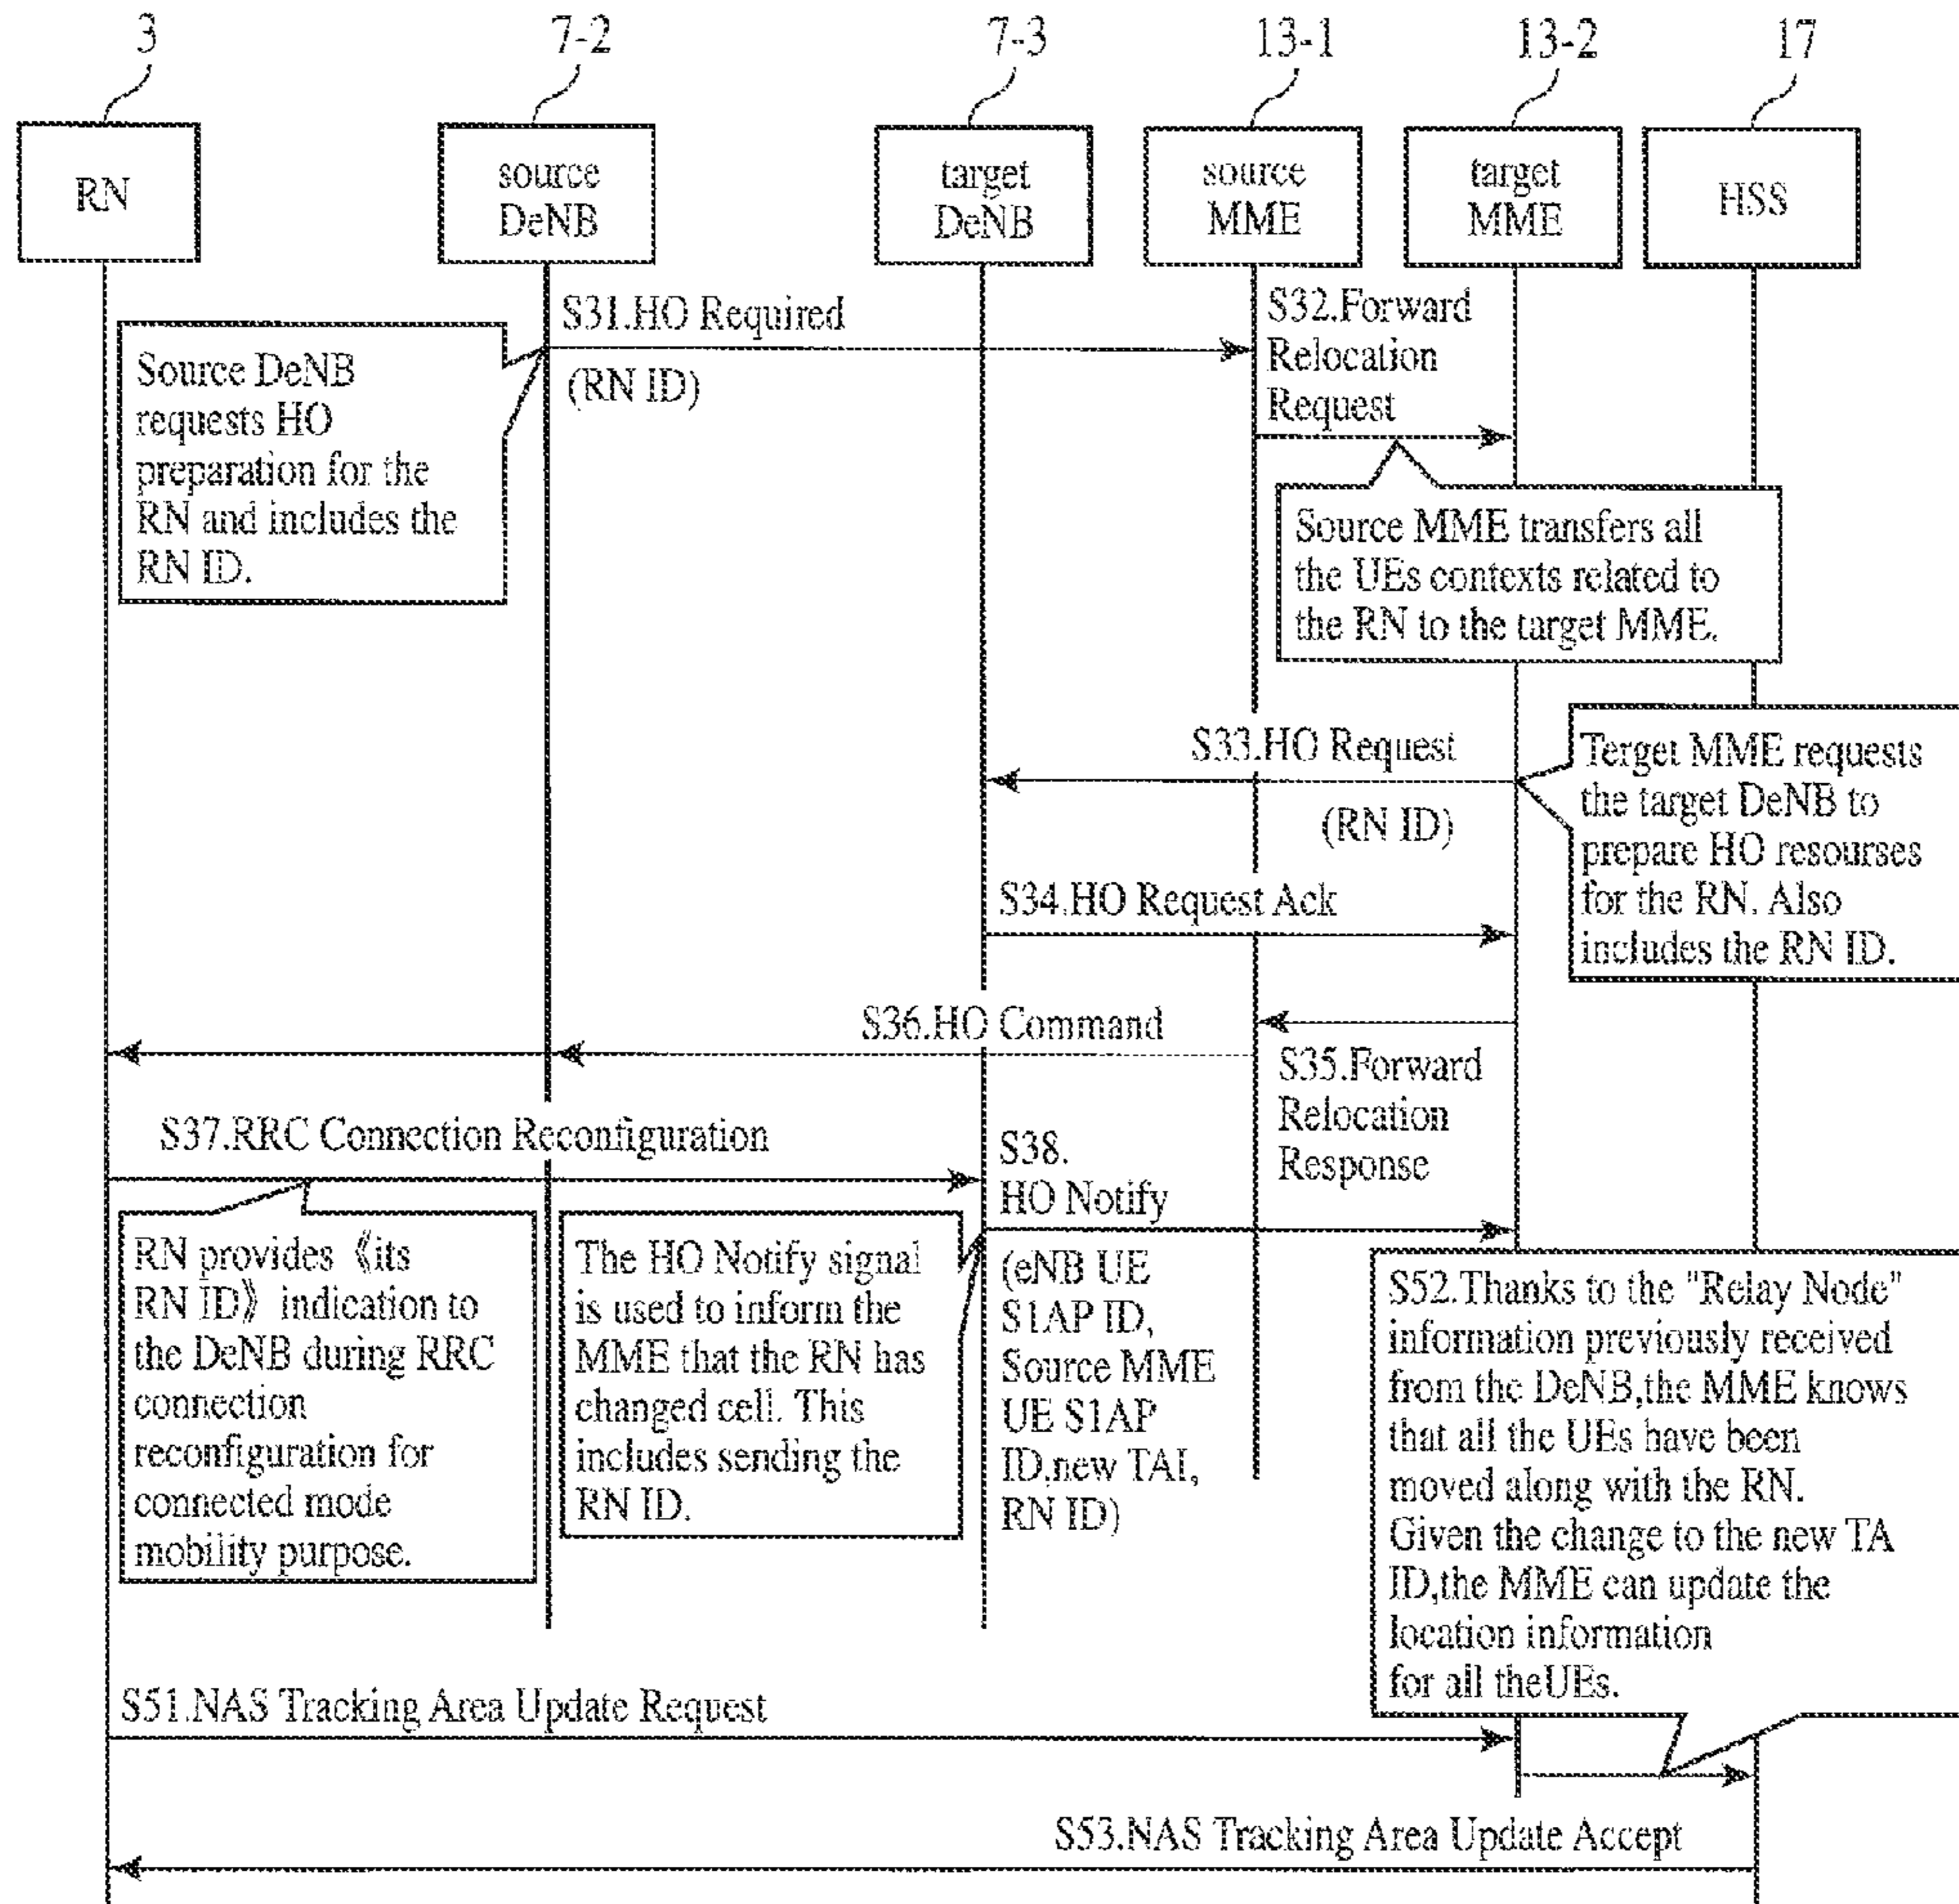 3
7-2
7-3
13-1
13-2
17
RN
source
DeNB
target
DeNB
source
MME
target
MME
HSS
S31.HO Required
(RN ID)
Source DeNB
requests HO
preparation for the
RN and includes the
RN ID.
S32.Forward
Relocation
Request
Source MME transfers all
the UEs contexts related to
the RN to the target MME.
S33.HO Request
(RN ID)
Terget MME requests
the target DeNB to
prepare HO resourses
for the RN. Also
includes the RN ID.
S34.HO Request Ack
S36.HO Command
S35.Forward
Relocation
Response
S37.RRC Connection Reconfiguration
RN provides《its
RN ID》indication to
the DeNB during RRC
connection
reconfiguration for
connected mode
mobility purpose.
The HO Notify signal
is used to inform the
MME that the RN has
changed cell. This
includes sending the
RN ID.
S38.
HO Notify
(eNB UE
S1AP ID,
Source MME
UE S1AP
ID,new TAI,
RN ID)
S52.Thanks to the "Relay Node"
information previously received
from the DeNB,the MME knows
that all the UEs have been
moved along with the RN.
Given the change to the new TA
ID,the MME can update the
location information
for all theUEs.
S51.NAS Tracking Area Update Request
S53.NAS Tracking Area Update Accept